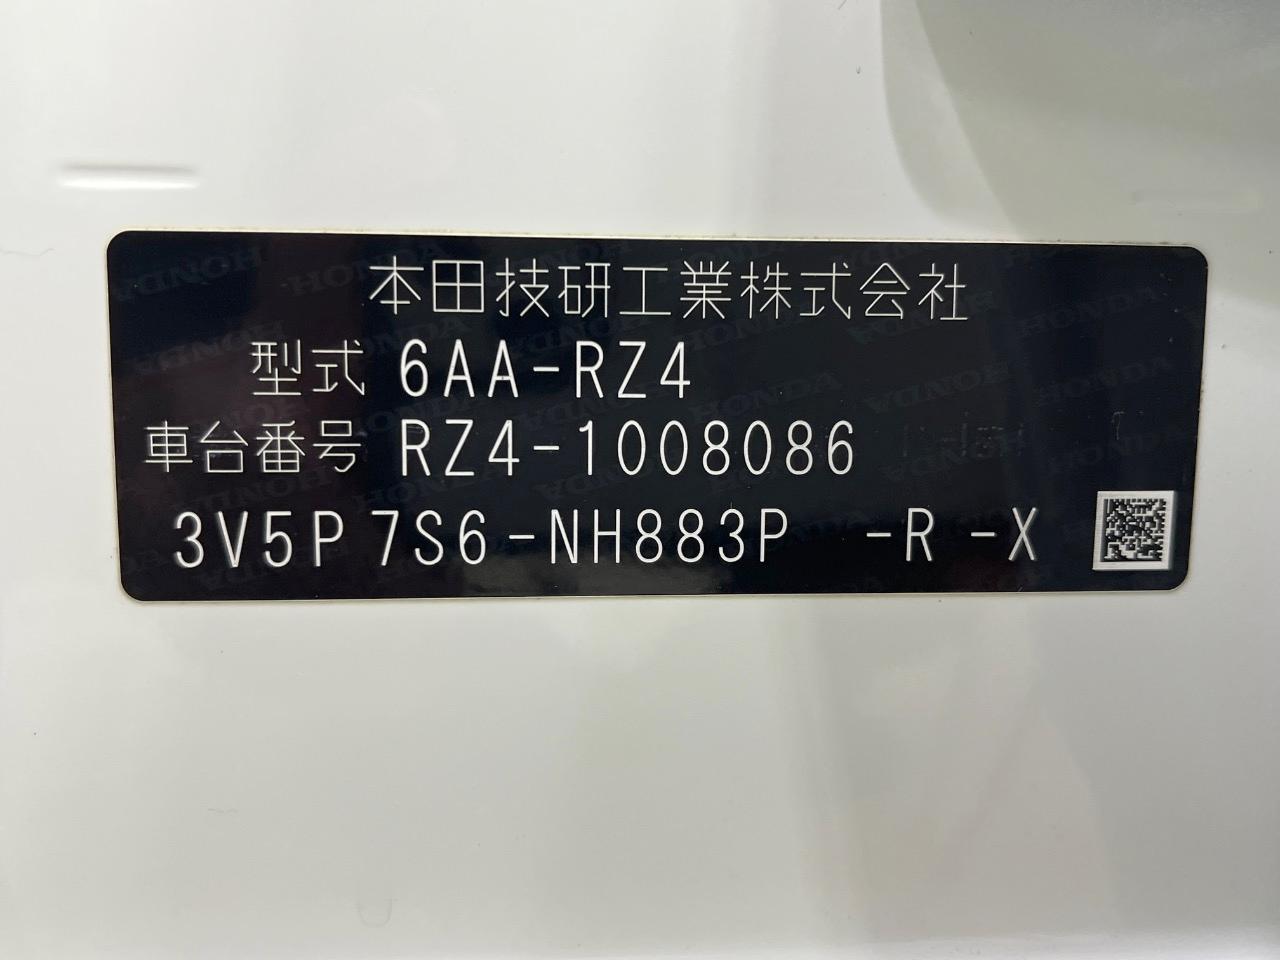 本田技研工業株式会社
型式 6AA-RZ4
車台番号 RZ4-1008086
3V5P 7S6-NH883P -R -X